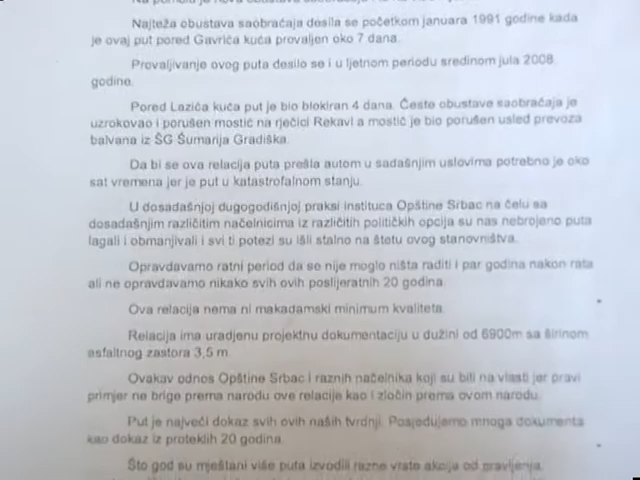 Najteža obustava saobraćaja desila se početkom januara 1991 godine kada
je ovaj put pored Gavrića kuća provaljen oko 7 dana.
Provaljivanje ovog puta desilo se i u ljetnom periodu sredinom jula 2008
godine.
Pored Lazića kuća put je bio blokiran 4 dana. Česte obustave saobraćaja je
uzrokovao i porušen mostić na rječici Rekavi a mostić je bio porušen usled prevoza
balvana iz ŠG Šumarija Gradiška.
Da bi se ova relacija puta prešla autom u sadašnjim uslovima potrebno je oko
sat vremena jer je put u katastrofalnom stanju.
U dosadašnjoj dugogodišnjoj praksi instituca Opštine Srbac na čelu sa
dosadašnjim različitim načelnicima iz različitih političkih opcija su nas nebrojeno puta
lagali i obmanjivali i svi ti potezi su išli stalno na štetu ovog stanovništva.
Opravdavamo ratni period da se nije moglo ništa raditi i par godina nakon rata
ali ne opravdavamo nikako svih ovih poslijeratnih 20 godina.
Ova relacija nema ni makadamski minimum kvaliteta.
Relacija ima uradjenu projektnu dokumentaciju u dužini od 6900m sa širinom
asfaltnog zastora 3,5 m
Ovakav odnos Opštine Srbac i raznih načelnika koji su bili na vlasti jer pravi
primjer ne brige prema narodu ove relacije kao i zločin prema ovom narodu.
Put je najveći dokaz svih ovih naših tvrdnji. Posjedujemo mnoga dokumenta
kao dokaz iz proteklih 20 godina.
Što god su mještani više puta izvodili razne vrste akcija od pravljenja